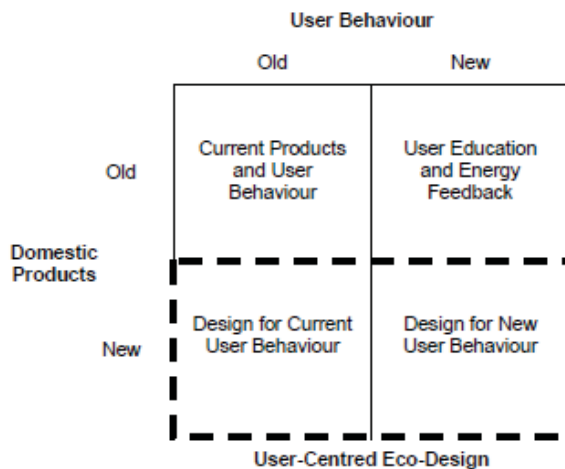 User Behaviour
Old New
Current Products User Education
Old and User and Energy
Behaviour Feedback
Domestic
Products
Design for Current Design for New
New User Behaviour User Behaviour
User-Centred Eco-Design